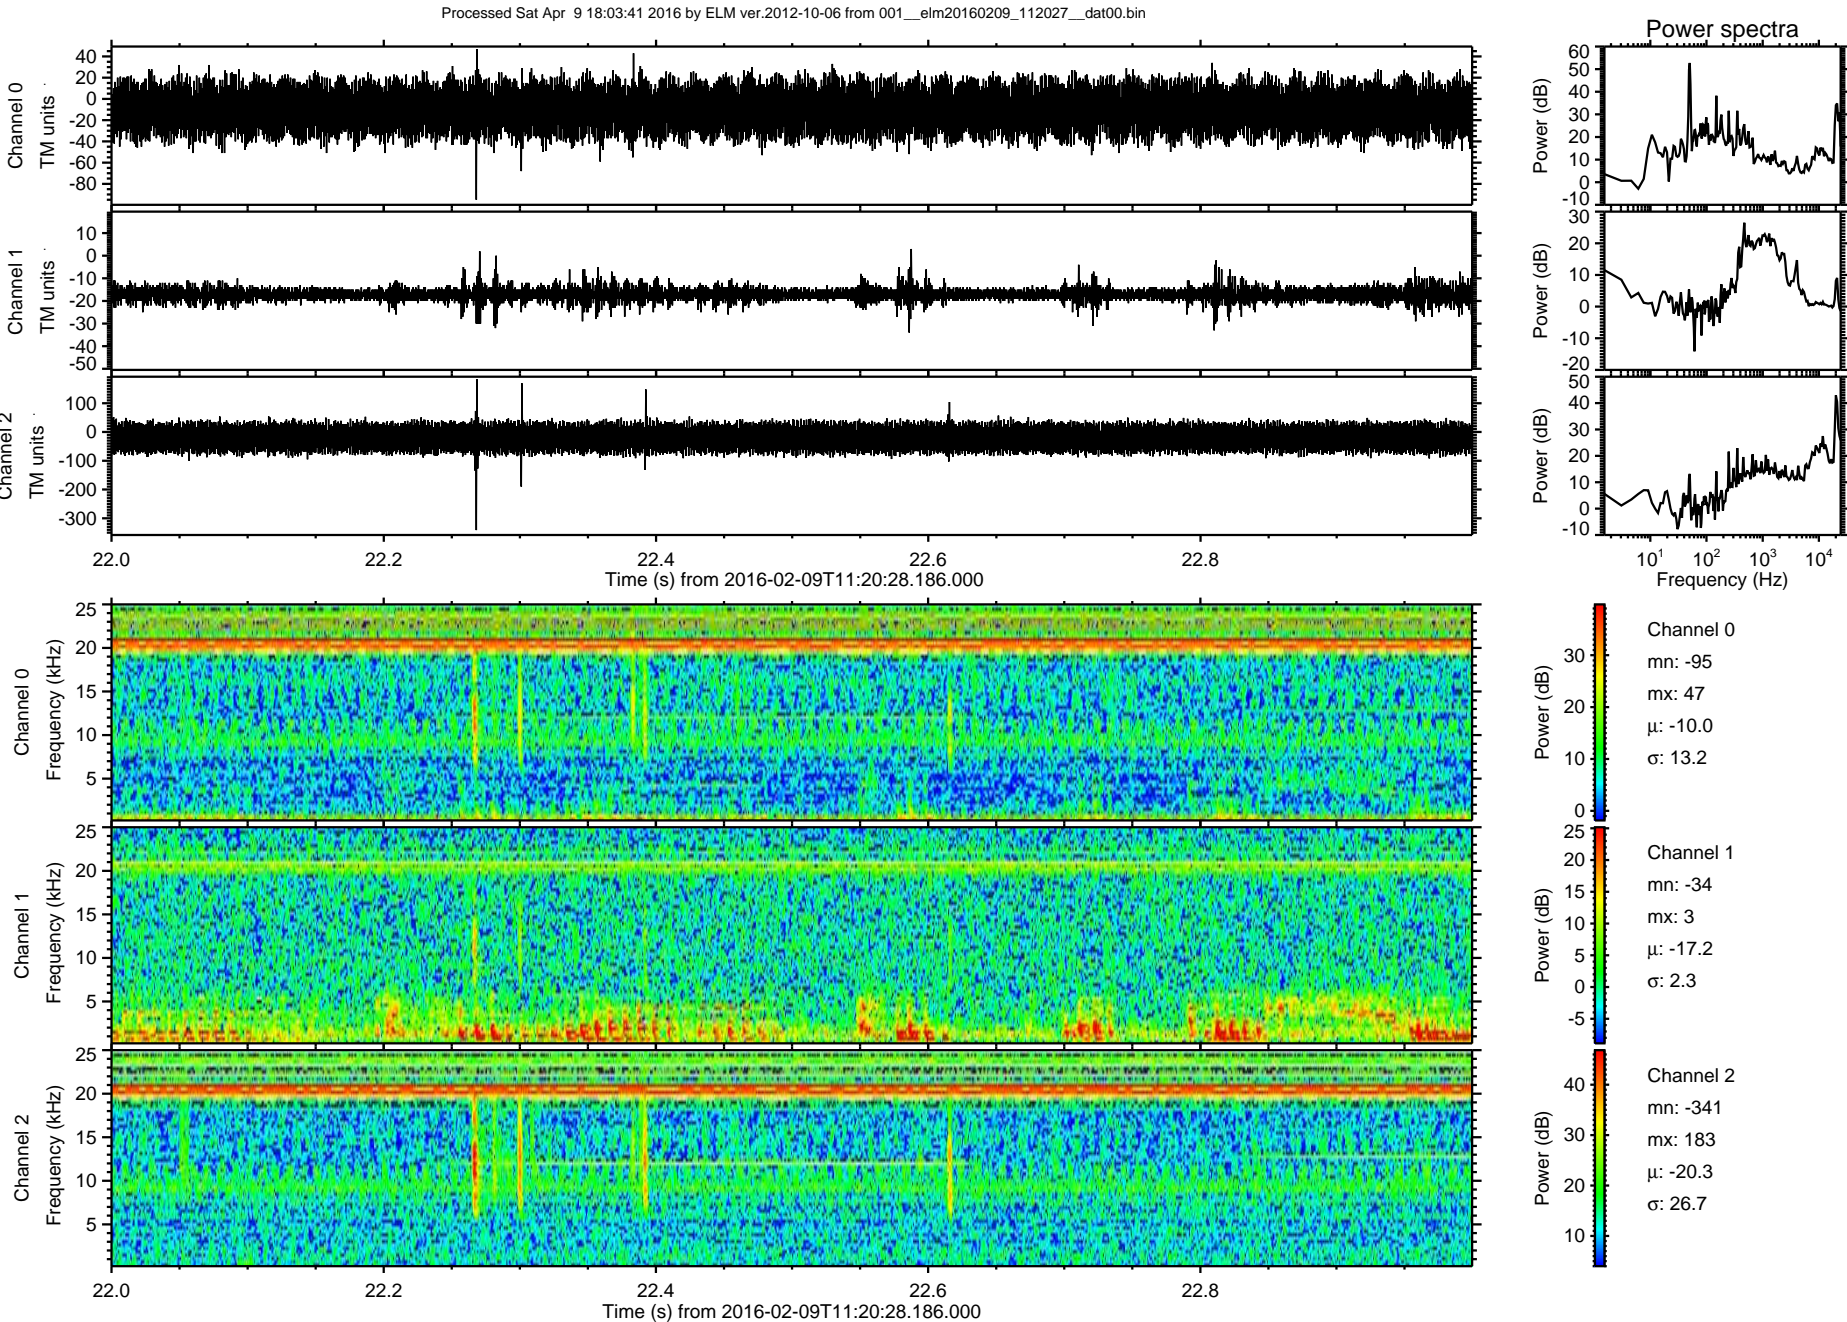 Processed Sat Apr 9 18:03:41 2016 by ELM ver.2012-10-06 from 001__elm20160209_112027__dat00.bin
Power spectra
Channel 0
TM units
40
20
0
-20
-40
-60
-80
Power (dB)
60
50
40
30
20
10
0
-10
Channel 1
TM units
10
0
-10
-20
-30
-40
-50
Power (dB)
30
20
10
0
-10
-20
Channel 2
TM units
100
0
-100
-200
-300
Power (dB)
50
40
30
20
10
0
-10
22.0 22.2 22.4 22.6 22.8
Time (s) from 2016-02-09T11:20:28.186.000
10^1 10^2 10^3 10^4
Frequency (Hz)
Channel 0
Frequency (kHz)
25
20
15
10
5
Power (dB)
30
20
10
0
Channel 0
mn: -95
mx: 47
μ: -10.0
σ: 13.2
Channel 1
Frequency (kHz)
25
20
15
10
5
Power (dB)
25
20
15
10
5
0
-5
Channel 1
mn: -34
mx: 3
μ: -17.2
σ: 2.3
Channel 2
Frequency (kHz)
25
20
15
10
5
Power (dB)
40
30
20
10
Channel 2
mn: -341
mx: 183
μ: -20.3
σ: 26.7
22.0 22.2 22.4 22.6 22.8
Time (s) from 2016-02-09T11:20:28.186.000